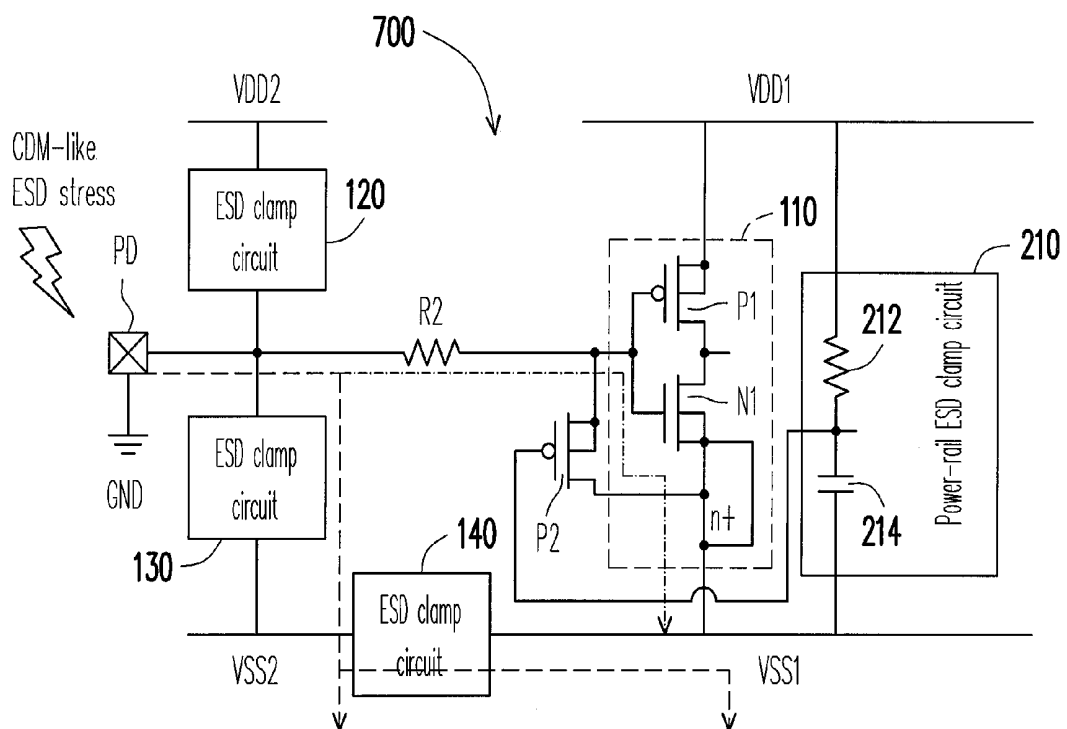 700
VDD2
VDD1
CDM-like
ESD stress
ESD clamp
circuit
120
PD
110
210
R2
P1
212
N1
Power-rail ESD clamp circuit
GND
ESD clamp
circuit
P2
n+
214
130
140
ESD clamp
circuit
VSS2
VSS1